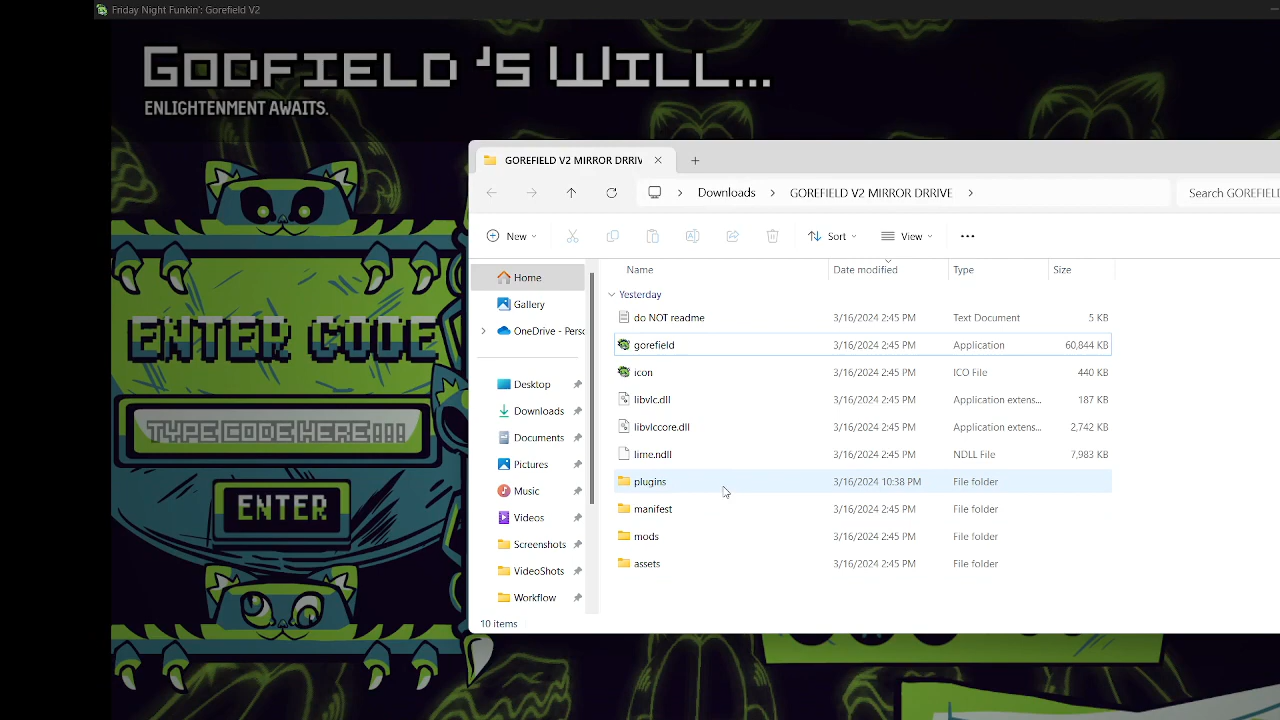 Friday Night Funkin': Gorefield V2
GODFIELD 'S WILL...
ENLIGHTENMENT AWAITS.
ENTER CODE
TYPE CODE HERE !!!
ENTER
GOREFIELD V2 MIRROR DRRIV
Downloads > GOREFIELD V2 MIRROR DRRIVE >
Search GOREFIELD
New
Sort
View
Home
Gallery
OneDrive - Perso
Desktop
Downloads
Documents
Pictures
Music
Videos
Screenshots
VideoShots
Workflow
Name Date modified Type Size
Yesterday
do NOT readme 3/16/2024 2:45 PM Text Document 5 KB
gorefield 3/16/2024 2:45 PM Application 60,844 KB
icon 3/16/2024 2:45 PM ICO File 440 KB
libvlc.dll 3/16/2024 2:45 PM Application extens... 187 KB
libvlccore.dll 3/16/2024 2:45 PM Application extens... 2,742 KB
lime.ndll 3/16/2024 2:45 PM NDLL File 7,983 KB
plugins 3/16/2024 10:38 PM File folder
manifest 3/16/2024 2:45 PM File folder
mods 3/16/2024 2:45 PM File folder
assets 3/16/2024 2:45 PM File folder
10 items